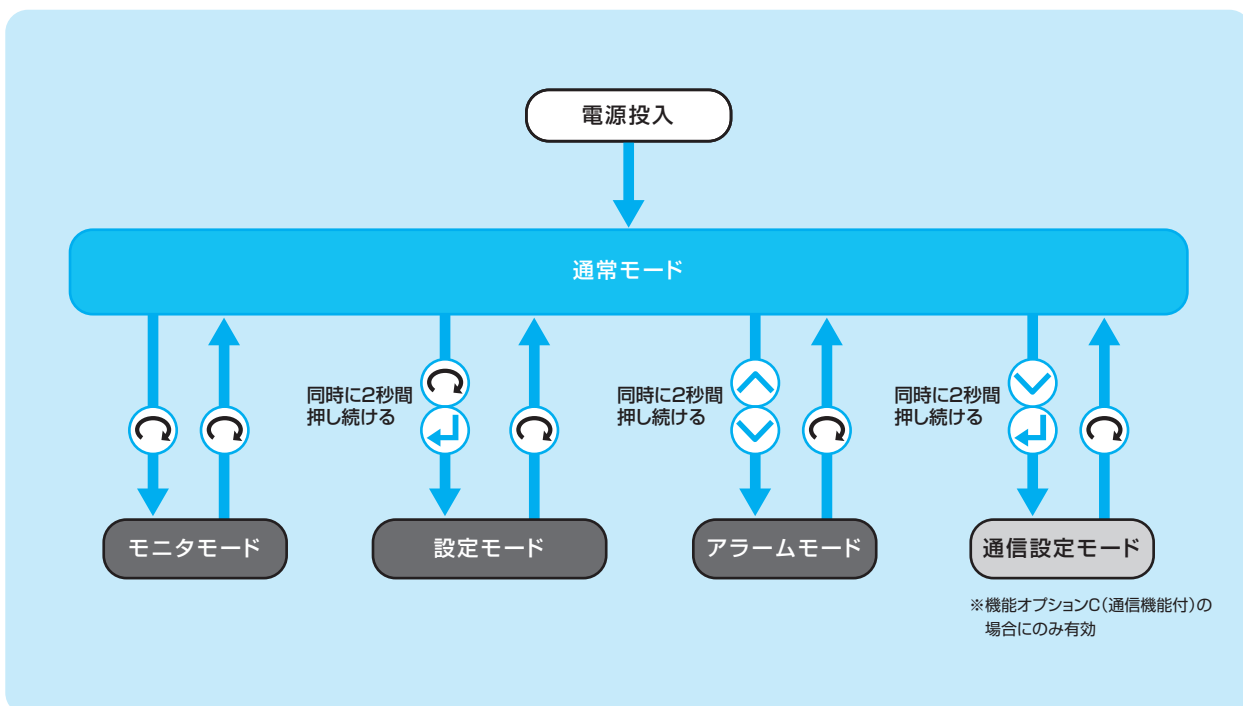 電源投入
通常モード
同時に2秒間
押し続ける
同時に2秒間
押し続ける
同時に2秒間
押し続ける
モニタモード
設定モード
アラームモード
通信設定モード
※機能オプションC(通信機能付)の
場合にのみ有効